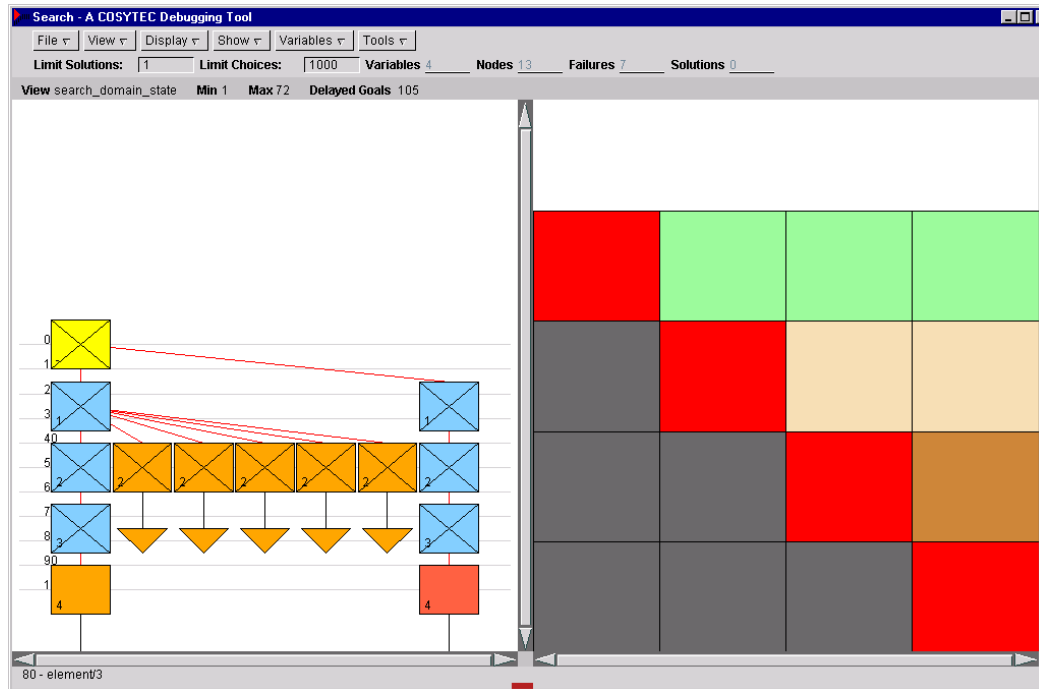 Search - A COSYTEC Debugging Tool
File View Display Show Variables Tools
Limit Solutions: 1 Limit Choices: 1000 Variables 4 Nodes 13 Failures 7 Solutions 0
View search_domain_state Min 1 Max 72 Delayed Goals 105
0
1
2
1 1
3
40
5
2 2 2 2 2 2 2
6
7
8 3 3
90
1
4 4
80 - element/3